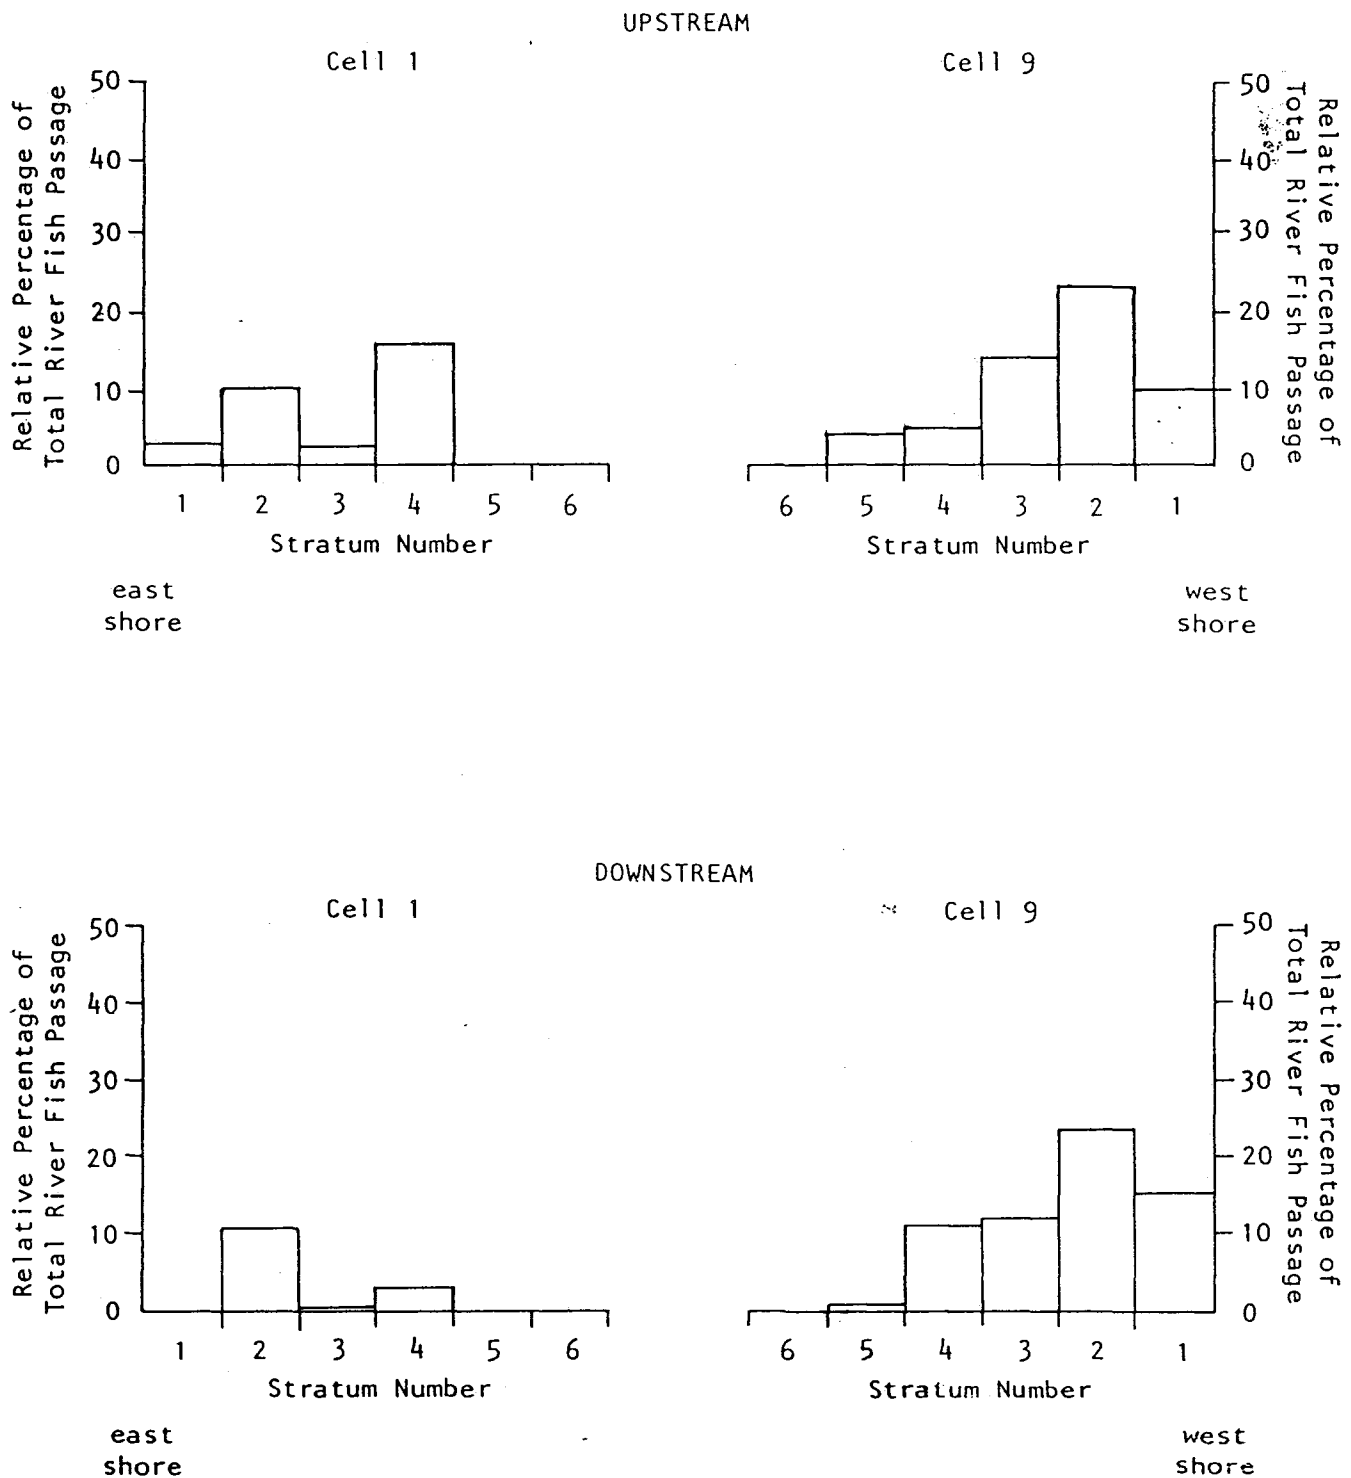 UPSTREAM
Cell 1
Relative Percentage of
Total River Fish Passage
50
40
30
20
10
0
1 2 3 4 5 6
Stratum Number
east
shore
Cell 9
50
40
30
20
10
0
Relative Percentage of
Total River Fish Passage
6 5 4 3 2 1
Stratum Number
west
shore
DOWNSTREAM
Cell 1
Relative Percentage of
Total River Fish Passage
50
40
30
20
10
0
1 2 3 4 5 6
Stratum Number
east
shore
Cell 9
50
40
30
20
10
0
Relative Percentage of
Total River Fish Passage
6 5 4 3 2 1
Stratum Number
west
shore